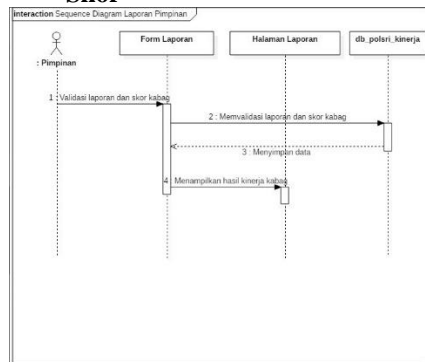 Skor
interaction Sequence Diagram Laporan Pimpinan
Form Laporan
Halaman Laporan
db_polsri_kinerja
: Pimpinan
1 : Validasi laporan dan skor kabag
2 : Memvalidasi laporan dan skor kabag
3 : Menyimpan data
4 : Menampilkan hasil kinerja kabag